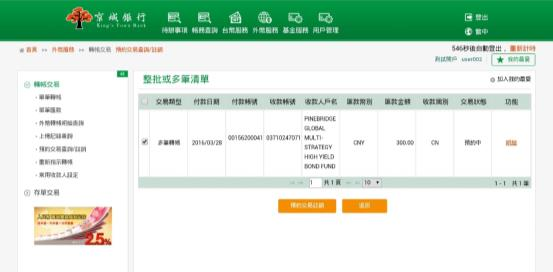 京城銀行
King's Town Bank
待辦事項 帳務查詢 台幣服務 外幣服務 基金服務 用戶管理
登出
繁中
首頁 >> 外幣服務 >> 轉帳交易 預約交易查詢/註銷
546秒後自動登出，重新計時
測試簡戶 user002 ★ 我的最愛
轉帳交易
單筆轉帳
單筆匯款
外幣轉帳明細查詢
上傳記錄查詢
預約交易查詢/註銷
重新指示轉帳
常用收款人設定
存單交易
2.5%
整批或多筆清單
加入我的最愛
交易類型 付款日期 付款帳號 收款帳號 收款人戶名 匯款幣別 匯款金額 收款國別 交易狀態 功能
多筆轉帳 2016/03/28 00156200041 03710247071 PINEBRIDGE GLOBAL MULTI-STRATEGY HIGH YIELD BOND FUND CNY 300.00 CN 預約中 明細
1 共1頁 10 1 - 1 共1筆
預約交易註銷 返回